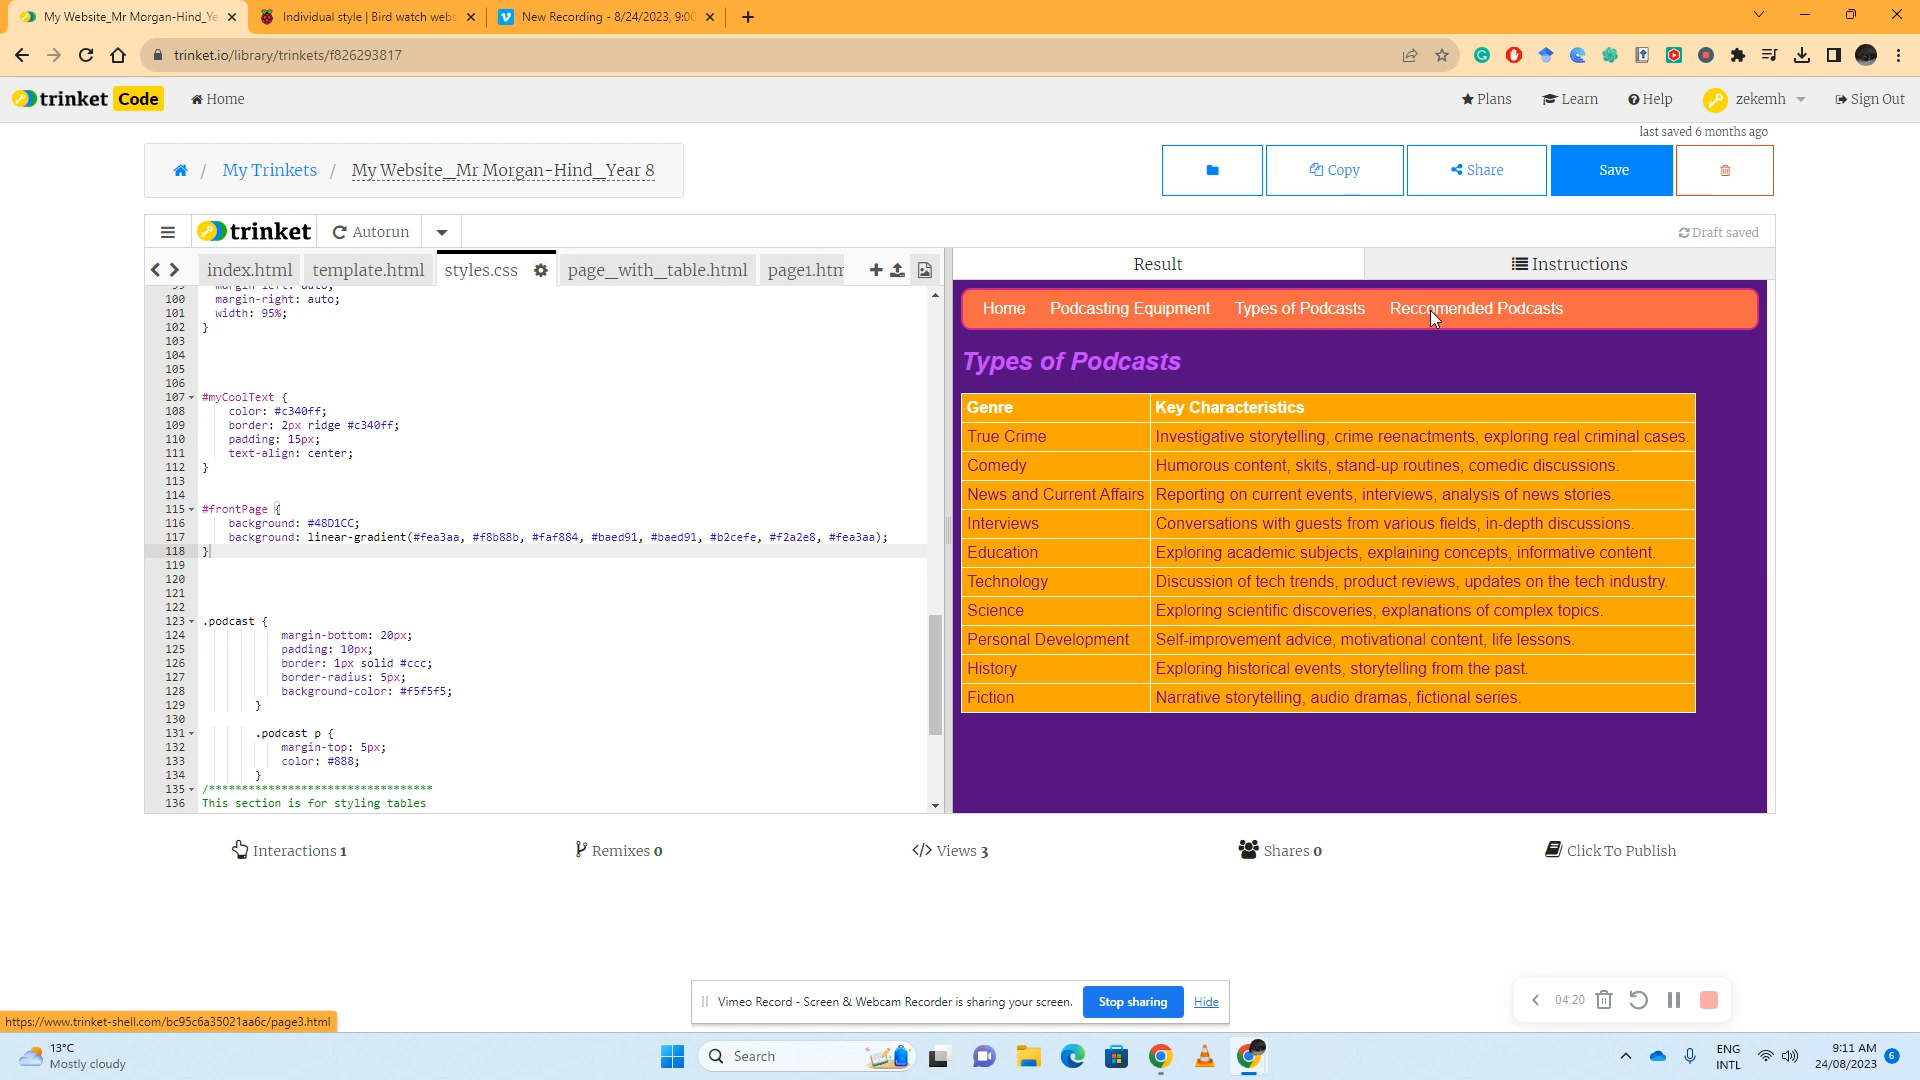 My Website_Mr Morgan-Hind_Ye
Individual style | Bird watch webs
New Recording - 8/24/2023, 9:00
trinket.io/library/trinkets/f826293817
trinket Code
Home
Plans
Learn
Help
zekemh
Sign Out
last saved 6 months ago
/ My Trinkets / My Website_Mr Morgan-Hind_Year 8
Copy
Share
Save
trinket
Autorun
Draft saved
index.html
template.html
styles.css
page_with_table.html
page1.htm
Result
Instructions
100 margin-right: auto;
101 width: 95%;
102 }
103
104
105
106
107 #myCoolText {
108 color: #c340ff;
109 border: 2px ridge #c340ff;
110 padding: 15px;
111 text-align: center;
112 }
113
114
115 #frontPage {
116 background: #48D1CC;
117 background: linear-gradient(#fea3aa, #f8b88b, #faf884, #baed91, #baed91, #b2cefe, #f2a2e8, #fea3aa);
118 }
119
120
121
122
123 .podcast {
124 margin-bottom: 20px;
125 padding: 10px;
126 border: 1px solid #ccc;
127 border-radius: 5px;
128 background-color: #f5f5f5;
129 }
130
131 .podcast p {
132 margin-top: 5px;
133 color: #888;
134 }
135 /**********************************
136 This section is for styling tables
Home Podcasting Equipment Types of Podcasts Reccomended Podcasts
Types of Podcasts
Genre Key Characteristics
True Crime Investigative storytelling, crime reenactments, exploring real criminal cases.
Comedy Humorous content, skits, stand-up routines, comedic discussions.
News and Current Affairs Reporting on current events, interviews, analysis of news stories.
Interviews Conversations with guests from various fields, in-depth discussions.
Education Exploring academic subjects, explaining concepts, informative content.
Technology Discussion of tech trends, product reviews, updates on the tech industry.
Science Exploring scientific discoveries, explanations of complex topics.
Personal Development Self-improvement advice, motivational content, life lessons.
History Exploring historical events, storytelling from the past.
Fiction Narrative storytelling, audio dramas, fictional series.
Interactions 1
Remixes 0
</> Views 3
Shares 0
Click To Publish
Vimeo Record - Screen & Webcam Recorder is sharing your screen.
Stop sharing
Hide
04:20
https://www.trinket-shell.com/bc95c6a35021aa6c/page3.html
13°C
Mostly cloudy
Search
ENG
INTL
9:11 AM
24/08/2023
6